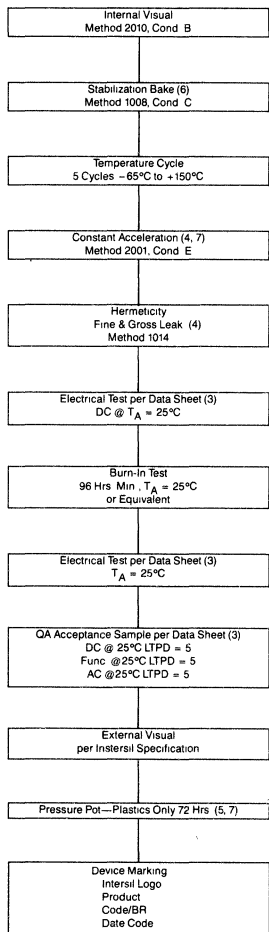 Internal Visual
Method 2010, Cond B
Stabilization Bake (6)
Method 1008, Cond C
Temperature Cycle
5 Cycles −65°C to +150°C
Constant Acceleration (4, 7)
Method 2001, Cond E
Hermeticity
Fine & Gross Leak (4)
Method 1014
Electrical Test per Data Sheet (3)
DC @ TA = 25°C
Burn-In Test
96 Hrs Min, TA = 25°C
or Equivalent
Electrical Test per Data Sheet (3)
TA = 25°C
QA Acceptance Sample per Data Sheet (3)
DC @ 25°C LTPD = 5
Func @25°C LTPD = 5
AC @25°C LTPD = 5
External Visual
per Instersil Specification
Pressure Pot—Plastics Only 72 Hrs (5, 7)
Device Marking
Intersil Logo
Product
Code/BR
Date Code